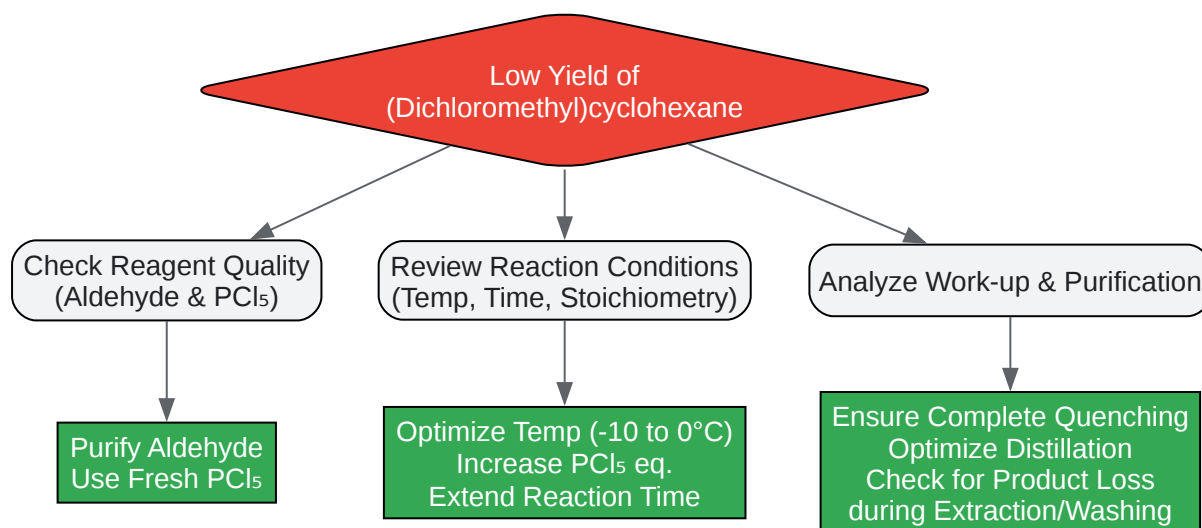 Low Yield of
(Dichloromethyl)cyclohexane
Check Reagent Quality
(Aldehyde & PCl₅)
Review Reaction Conditions
(Temp, Time, Stoichiometry)
Analyze Work-up & Purification
Purify Aldehyde
Use Fresh PCl₅
Optimize Temp (-10 to 0°C)
Increase PCl₅ eq.
Extend Reaction Time
Ensure Complete Quenching
Optimize Distillation
Check for Product Loss
during Extraction/Washing